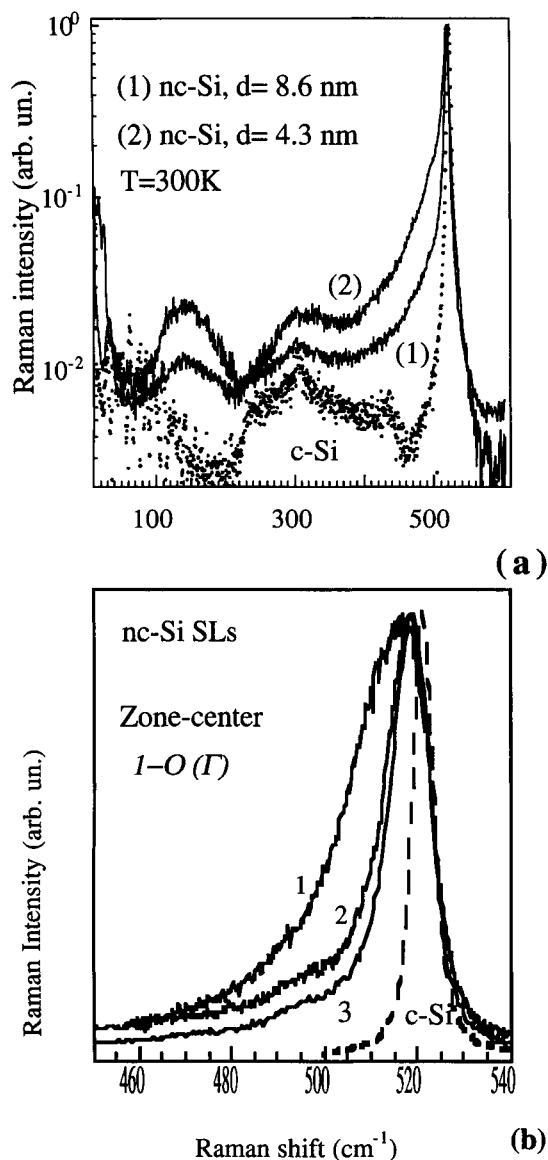 10⁰
(1) nc-Si, d= 8.6 nm
(2) nc-Si, d= 4.3 nm
T=300K
10⁻¹
Raman intensity (arb. un.)
(2)
(1)
10⁻²
c-Si
100 300 500
(a)
nc-Si SLs
Zone-center
1–O (Γ)
Raman Intensity (arb. un.)
1
2
3
c-Si
460 480 500 520 540
Raman shift (cm⁻¹)
(b)